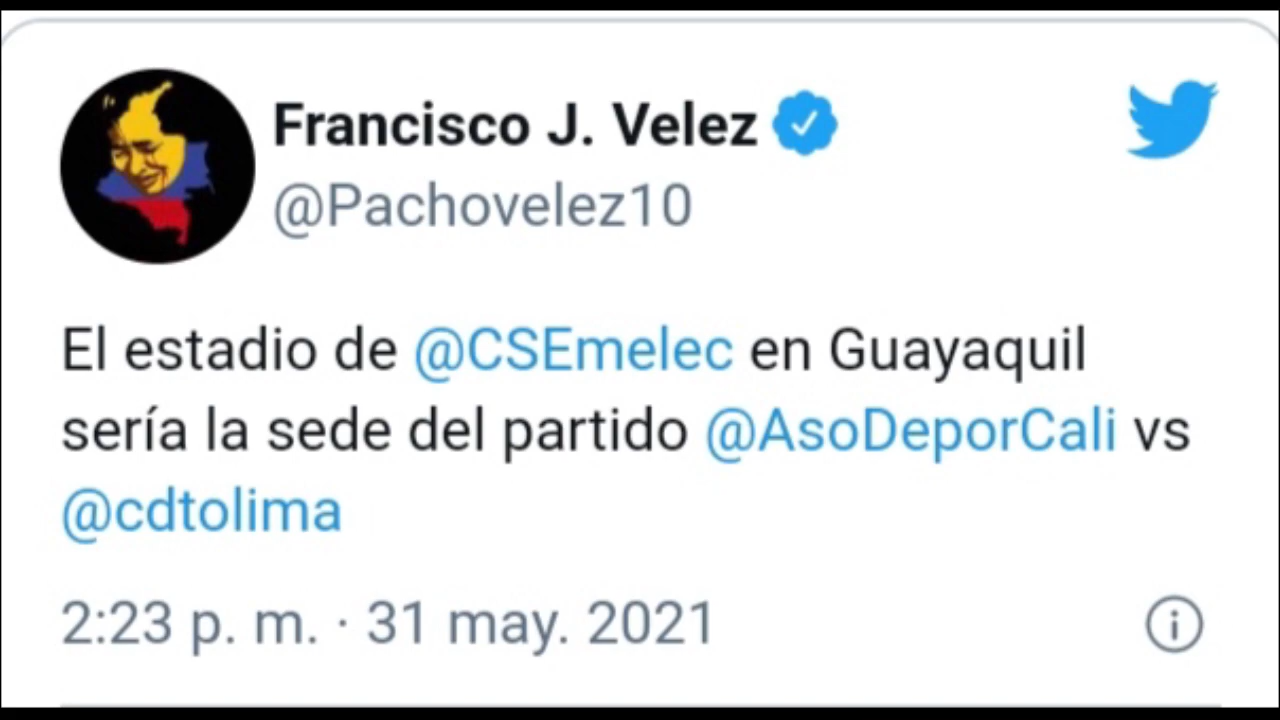 Francisco J. Velez
@Pachovelez10
El estadio de @CSEmelec en Guayaquil
sería la sede del partido @AsoDeporCali vs
@cdtolima
2:23 p. m. · 31 may. 2021